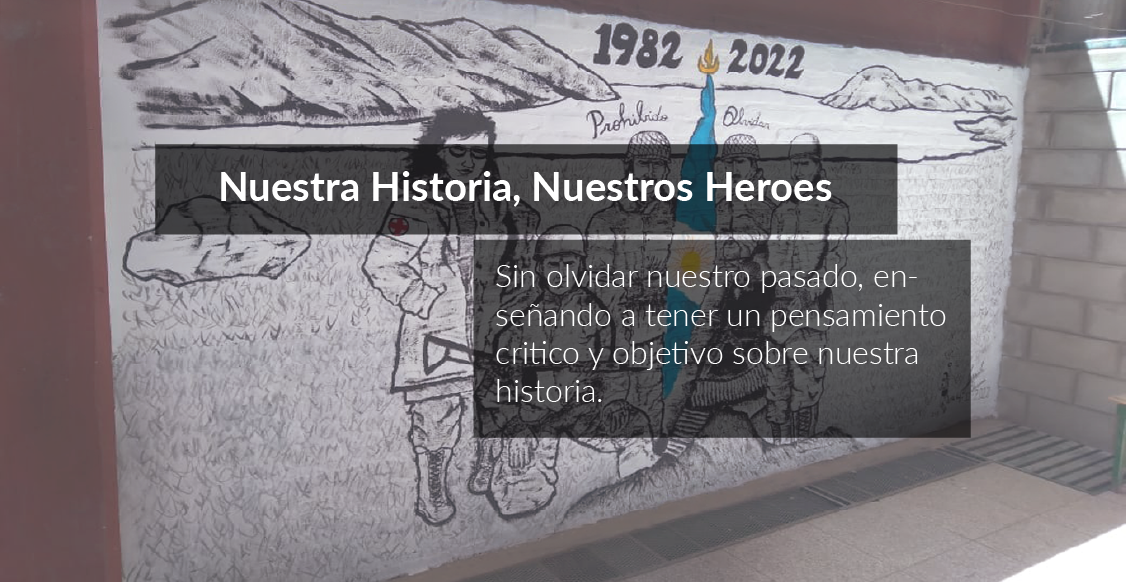 1982 2022
Prohibido Olvidar
Nuestra Historia, Nuestros Heroes
Sin olvidar nuestro pasado, en-
señando a tener un pensamiento
critico y objetivo sobre nuestra
historia.